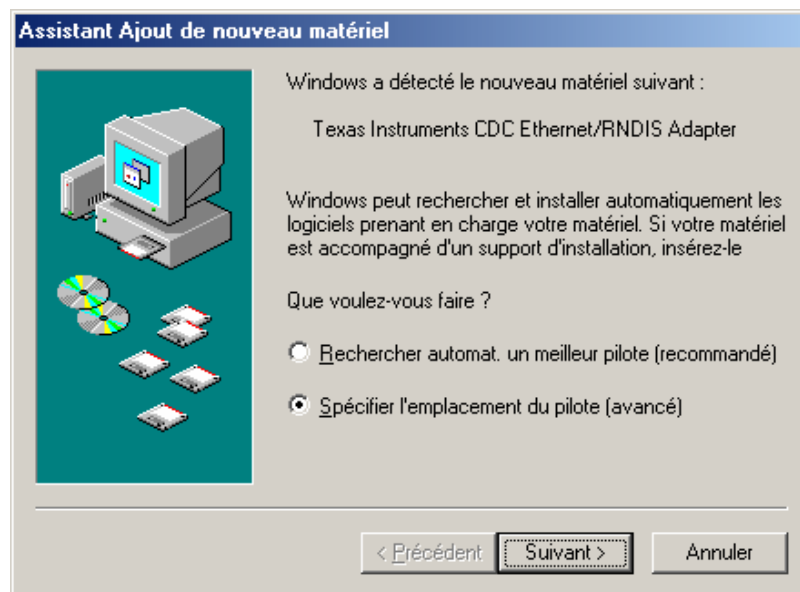 Assistant Ajout de nouveau matériel
Windows a détecté le nouveau matériel suivant :
Texas Instruments CDC Ethernet/RNDIS Adapter
Windows peut rechercher et installer automatiquement les
logiciels prenant en charge votre matériel. Si votre matériel
est accompagné d'un support d'installation, insérez-le
Que voulez-vous faire ?
Rechercher automat. un meilleur pilote (recommandé)
Spécifier l'emplacement du pilote (avancé)
< Précédent Suivant > Annuler